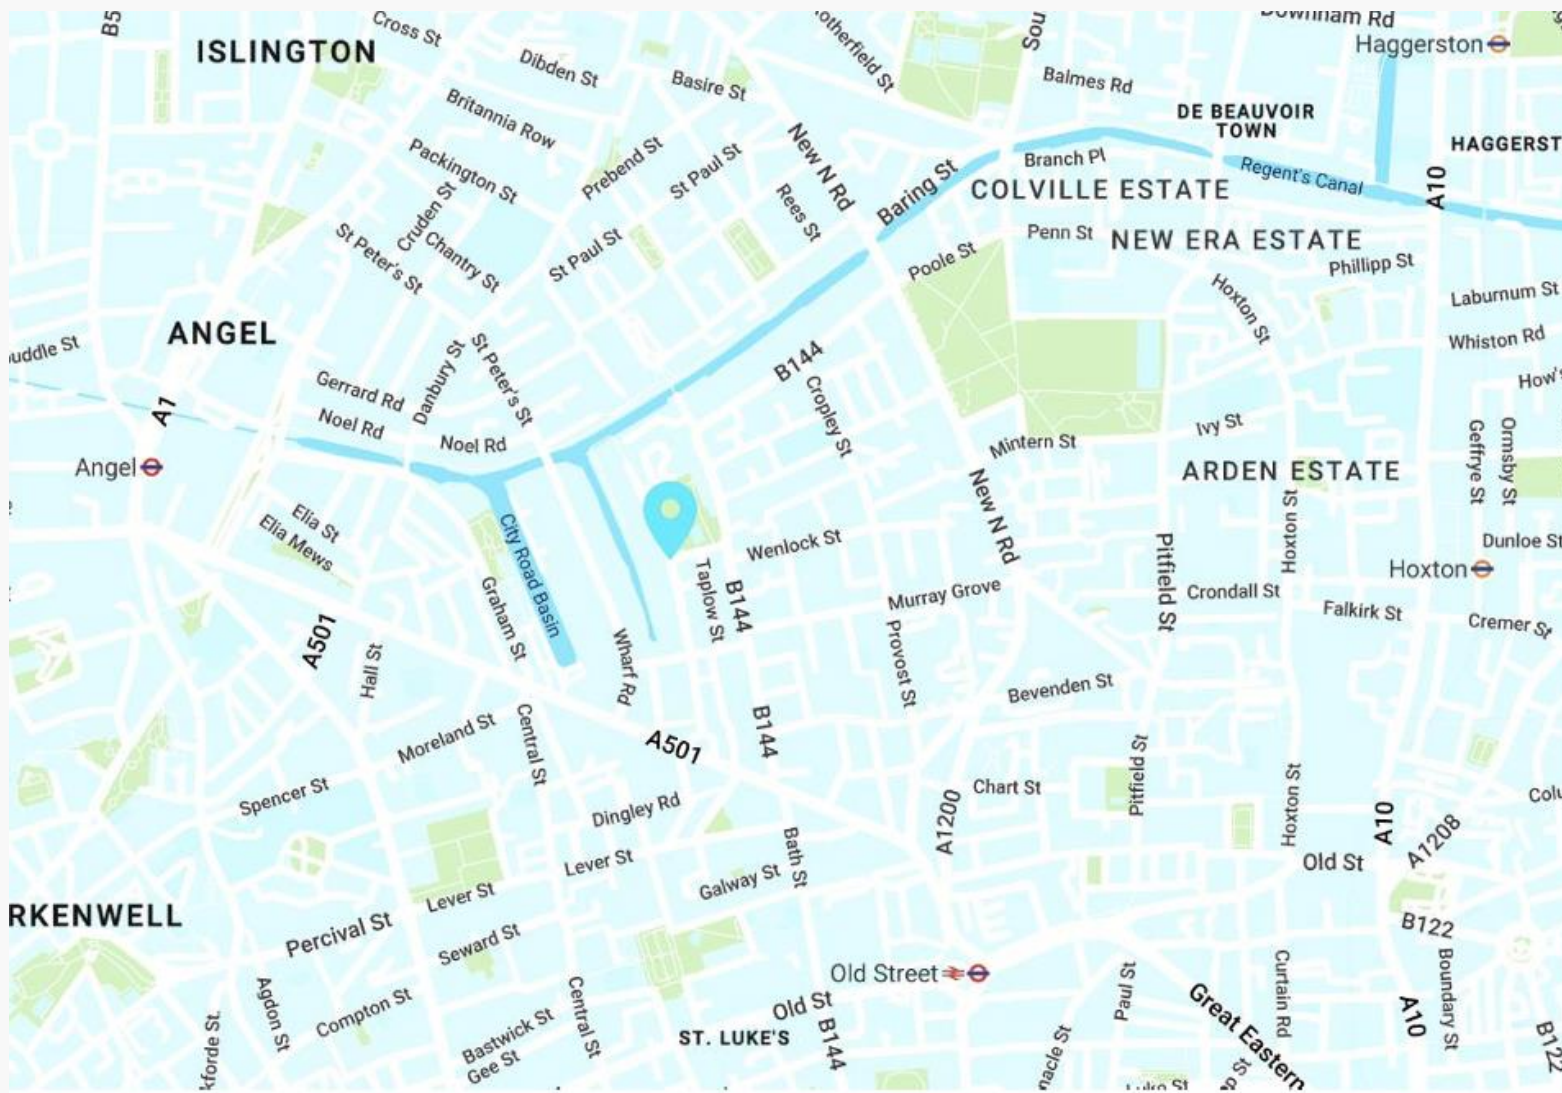 B5
Cross St
ISLINGTON
Dibden St
Basire St
Britannia Row
Packington St
Prebend St
St Paul St
New N Rd
Balmes Rd
Downham Rd
Haggerston
DE BEAUVOIR
TOWN
HAGGERST
Branch Pl
Regent's Canal
A10
COLVILLE ESTATE
Baring St
Rees St
Cruden St
Chantry St
St Peter's St
St Paul St
Penn St
NEW ERA ESTATE
Phillipp St
Poole St
Hoxton St
Laburnum St
Whiston Rd
ANGEL
A1
Gerrard Rd
Danbury St
St Peter's St
Noel Rd
Noel Rd
B144
Cropley St
Mintern St
Ivy St
ARDEN ESTATE
Geffrye St
Ormsby St
Angel
Elia St
Elia Mews
City Road Basin
Wenlock St
New N Rd
Pitfield St
Hoxton St
Dunloe St
Hoxton
Crondall St
Falkirk St
Cremer St
Murray Grove
Taplow St
B144
Graham St
Wharf Rd
A501
Hall St
Provost St
Bevenden St
Moreland St
Central St
A501
B144
Spencer St
Dingley Rd
Chart St
Pitfield St
Hoxton St
A1200
A10
A1208
Colu
Lever St
Bath St
Galway St
Old St
Lever St
RKENWELL
Percival St
Seward St
B122
Old Street
Old St
Agdon St
Compton St
Central St
Bastwick St
Gee St
ST. LUKE'S
B144
Paul St
Great Eastern
Curtain Rd
A10
Boundary St
B122